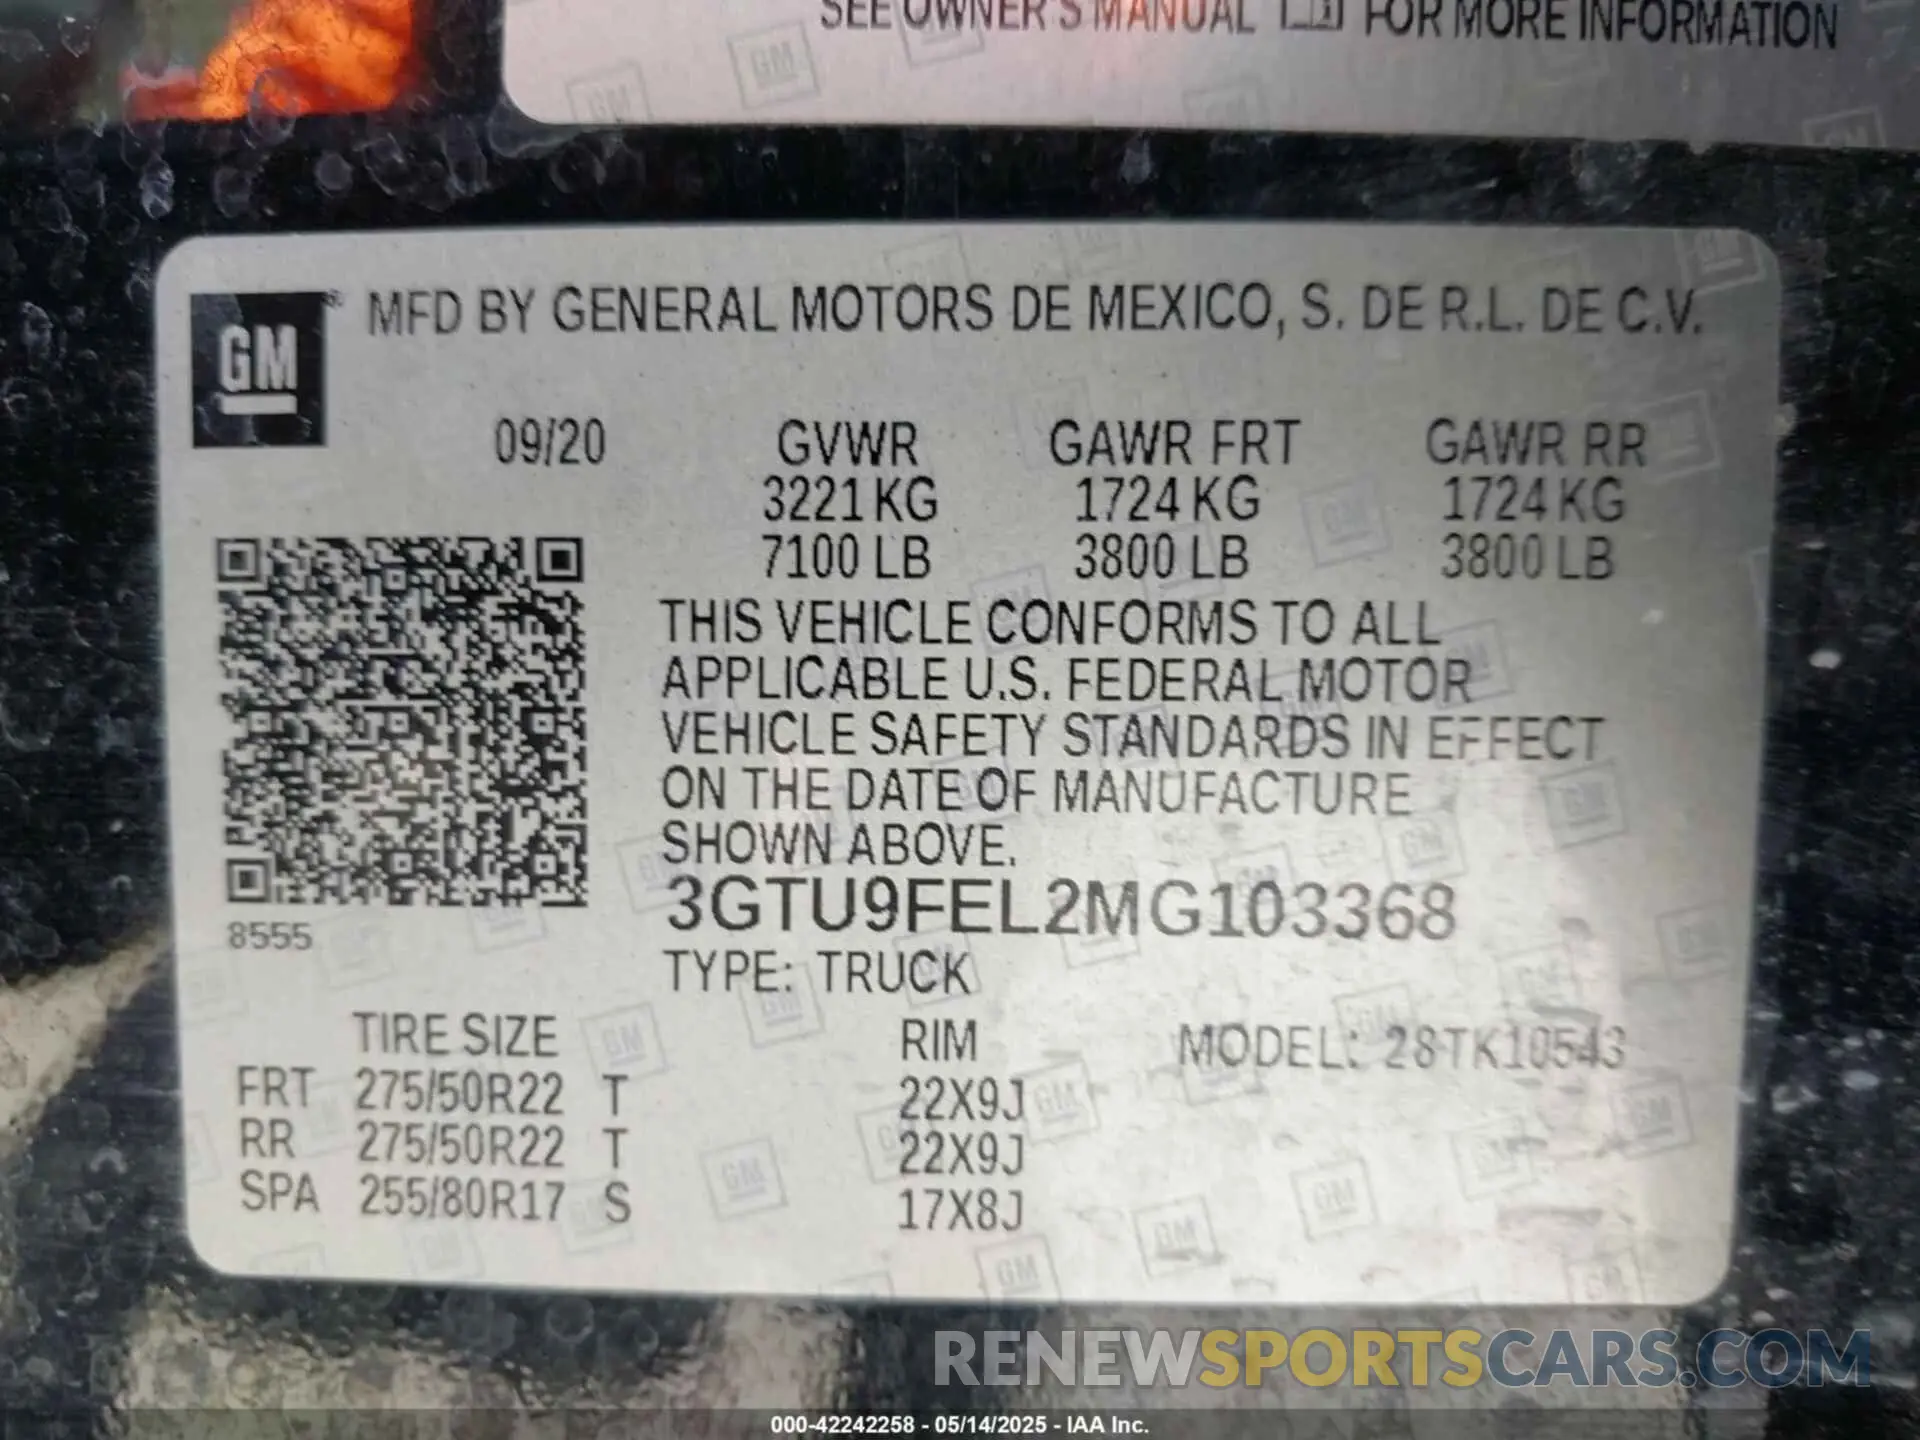 SEE OWNER'S MANUAL FOR MORE INFORMATION
GM ® MFD BY GENERAL MOTORS DE MEXICO, S. DE R.L. DE C.V.
09/20 GVWR GAWR FRT GAWR RR
3221 KG 1724 KG 1724 KG
7100 LB 3800 LB 3800 LB
THIS VEHICLE CONFORMS TO ALL
APPLICABLE U.S. FEDERAL MOTOR
VEHICLE SAFETY STANDARDS IN EFFECT
ON THE DATE OF MANUFACTURE
SHOWN ABOVE.
3GTU9FEL2MG103368
8555
TYPE: TRUCK
TIRE SIZE RIM MODEL: 28TK10543
FRT 275/50R22 T 22X9J
RR 275/50R22 T 22X9J
SPA 255/80R17 S 17X8J
RENEWSPORTSCARS.COM
000-42242258 - 05/14/2025 - IAA Inc.